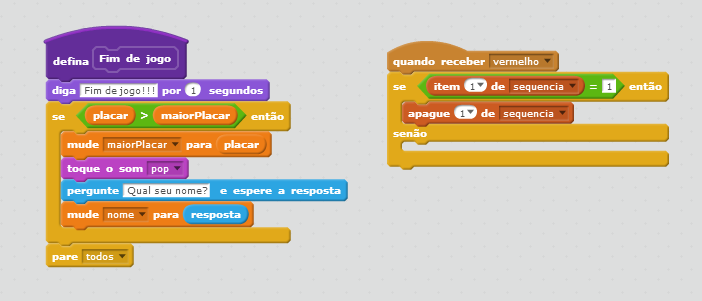 defina Fim de jogo
diga Fim de jogo!!! por 1 segundos
se placar > maiorPlacar então
mude maiorPlacar para placar
toque o som pop
pergunte Qual seu nome? e espere a resposta
mude nome para resposta
pare todos
quando receber vermelho
se item 1 de sequencia = 1 então
apague 1 de sequencia
senão